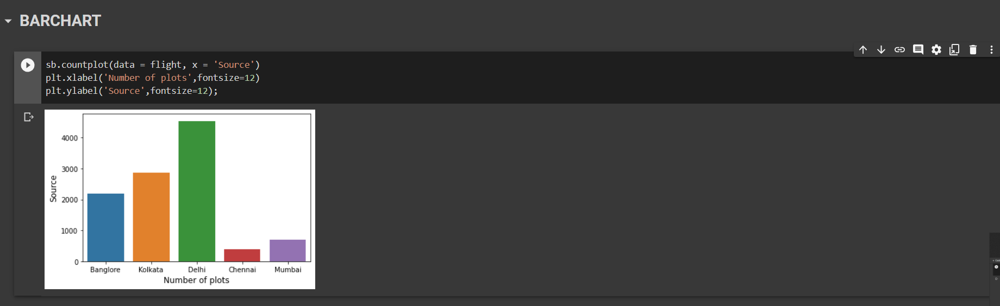 BARCHART
sb.countplot(data = flight, x = 'Source')
plt.xlabel('Number of plots',fontsize=12)
plt.ylabel('Source',fontsize=12);
4000
3000
2000
1000
0
Source
Banglore Kolkata Delhi Chennai Mumbai
Number of plots